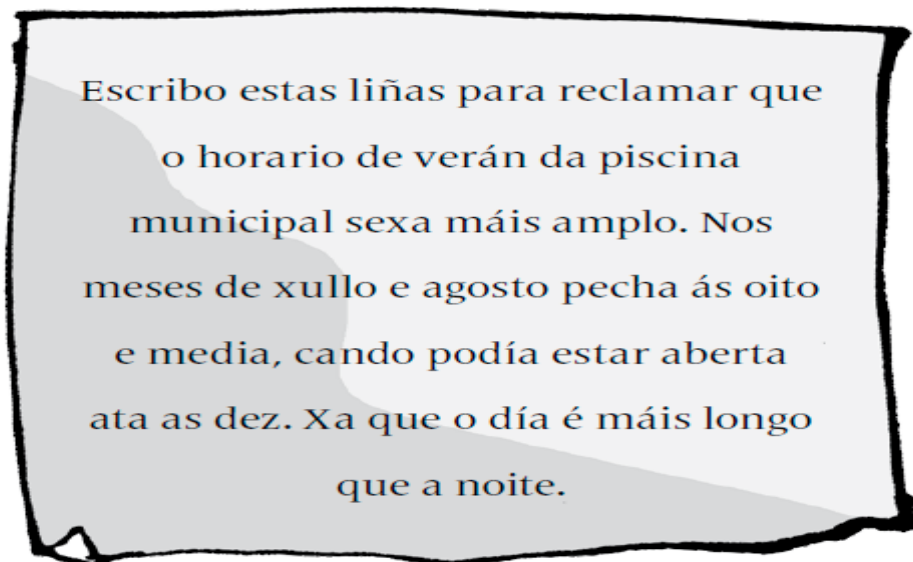 Escribo estas liñas para reclamar que
o horario de verán da piscina
municipal sexa máis amplo. Nos
meses de xullo e agosto pecha ás oito
e media, cando podía estar aberta
ata as dez. Xa que o día é máis longo
que a noite.